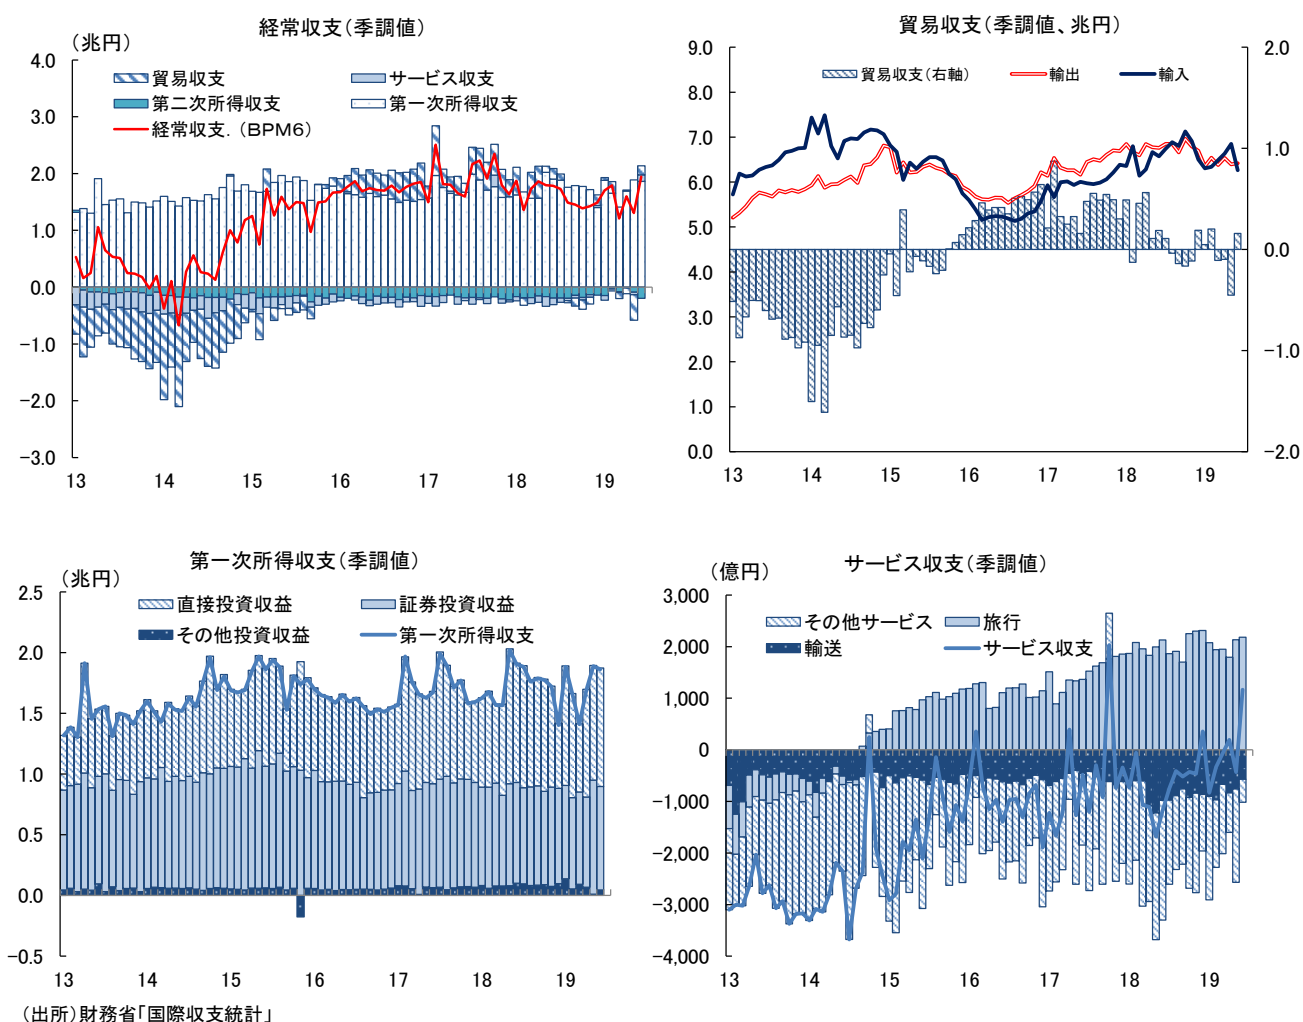 経常収支(季調値)
(兆円)
4.0
3.0
2.0
1.0
0.0
-1.0
-2.0
-3.0
貿易収支
サービス収支
第二次所得収支
第一次所得収支
経常収支.(BPM6)
13 14 15 16 17 18 19
貿易収支(季調値、兆円)
9.0
8.0
7.0
6.0
5.0
4.0
3.0
2.0
1.0
0.0
2.0
1.0
0.0
-1.0
-2.0
貿易収支(右軸) 輸出 輸入
13 14 15 16 17 18 19
第一次所得収支(季調値)
(兆円)
2.5
2.0
1.5
1.0
0.5
0.0
-0.5
直接投資収益
証券投資収益
その他投資収益
第一次所得収支
13 14 15 16 17 18 19
サービス収支(季調値)
(億円)
3,000
2,000
1,000
0
-1,000
-2,000
-3,000
-4,000
その他サービス
旅行
輸送
サービス収支
13 14 15 16 17 18 19
(出所)財務省「国際収支統計」